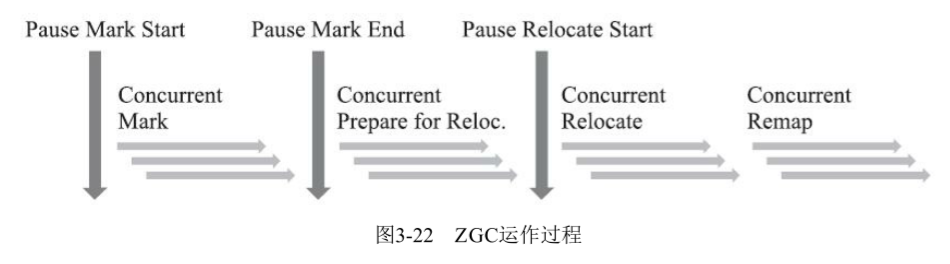 Pause Mark Start
Pause Mark End
Pause Relocate Start
Concurrent
Mark
Concurrent
Prepare for Reloc.
Concurrent
Relocate
Concurrent
Remap
图3-22 ZGC运作过程